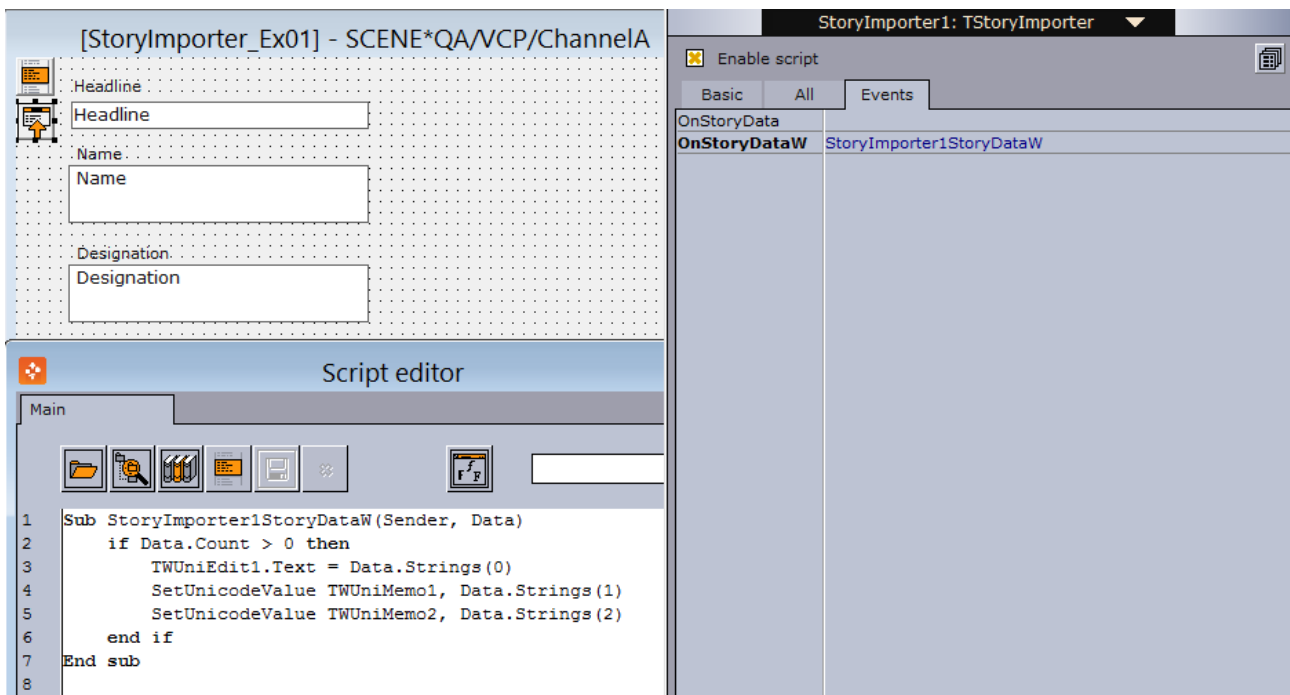 [StoryImporter_Ex01] - SCENE*QA/VCP/ChannelA
Headline
Headline
Name
Name
Designation
Designation
StoryImporter1: TStoryImporter
Enable script
Basic All Events
OnStoryData
OnStoryDataW StoryImporter1StoryDataW
Script editor
Main
F f F
1 Sub StoryImporter1StoryDataW(Sender, Data)
2 if Data.Count > 0 then
3 TWUniEdit1.Text = Data.Strings(0)
4 SetUnicodeValue TWUniMemo1, Data.Strings(1)
5 SetUnicodeValue TWUniMemo2, Data.Strings(2)
6 end if
7 End sub
8